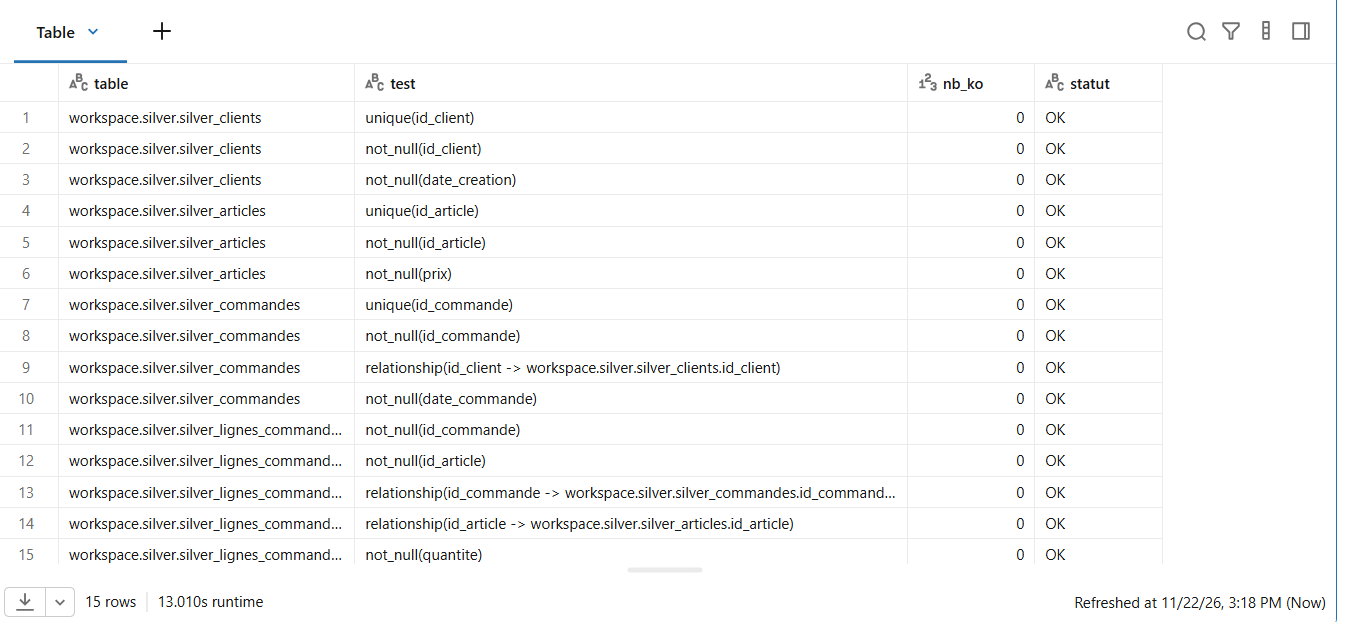 Table
table test nb_ko statut
1 workspace.silver.silver_clients unique(id_client) 0 OK
2 workspace.silver.silver_clients not_null(id_client) 0 OK
3 workspace.silver.silver_clients not_null(date_creation) 0 OK
4 workspace.silver.silver_articles unique(id_article) 0 OK
5 workspace.silver.silver_articles not_null(id_article) 0 OK
6 workspace.silver.silver_articles not_null(prix) 0 OK
7 workspace.silver.silver_commandes unique(id_commande) 0 OK
8 workspace.silver.silver_commandes not_null(id_commande) 0 OK
9 workspace.silver.silver_commandes relationship(id_client -> workspace.silver.silver_clients.id_client) 0 OK
10 workspace.silver.silver_commandes not_null(date_commande) 0 OK
11 workspace.silver.silver_lignes_command... not_null(id_commande) 0 OK
12 workspace.silver.silver_lignes_command... not_null(id_article) 0 OK
13 workspace.silver.silver_lignes_command... relationship(id_commande -> workspace.silver.silver_commandes.id_command... 0 OK
14 workspace.silver.silver_lignes_command... relationship(id_article -> workspace.silver.silver_articles.id_article) 0 OK
15 workspace.silver.silver_lignes_command... not_null(quantite) 0 OK
15 rows 13.010s runtime Refreshed at 11/22/26, 3:18 PM (Now)